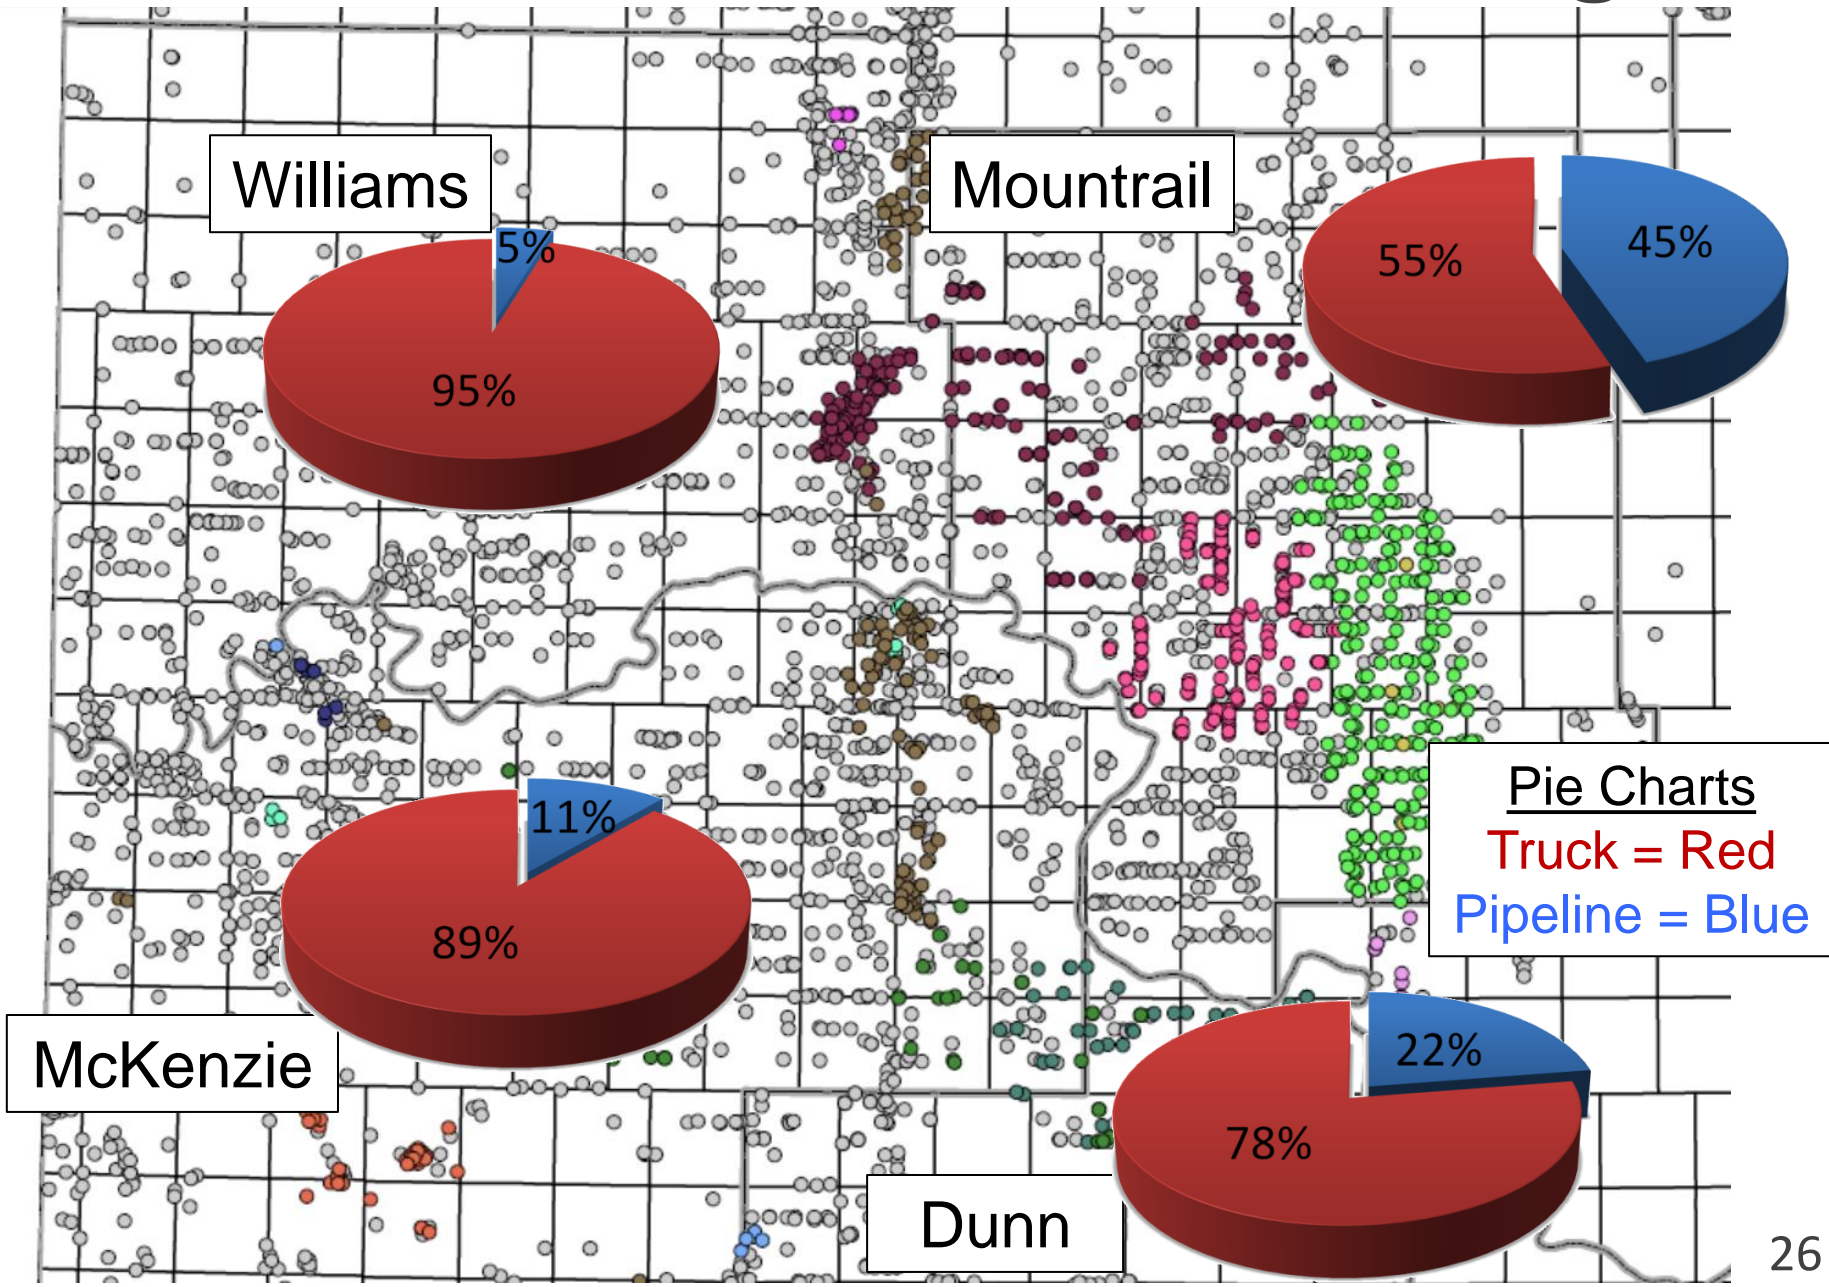 Williams
5%
95%
Mountrail
55%
45%
11%
89%
McKenzie
Pie Charts
Truck = Red
Pipeline = Blue
22%
78%
Dunn
26